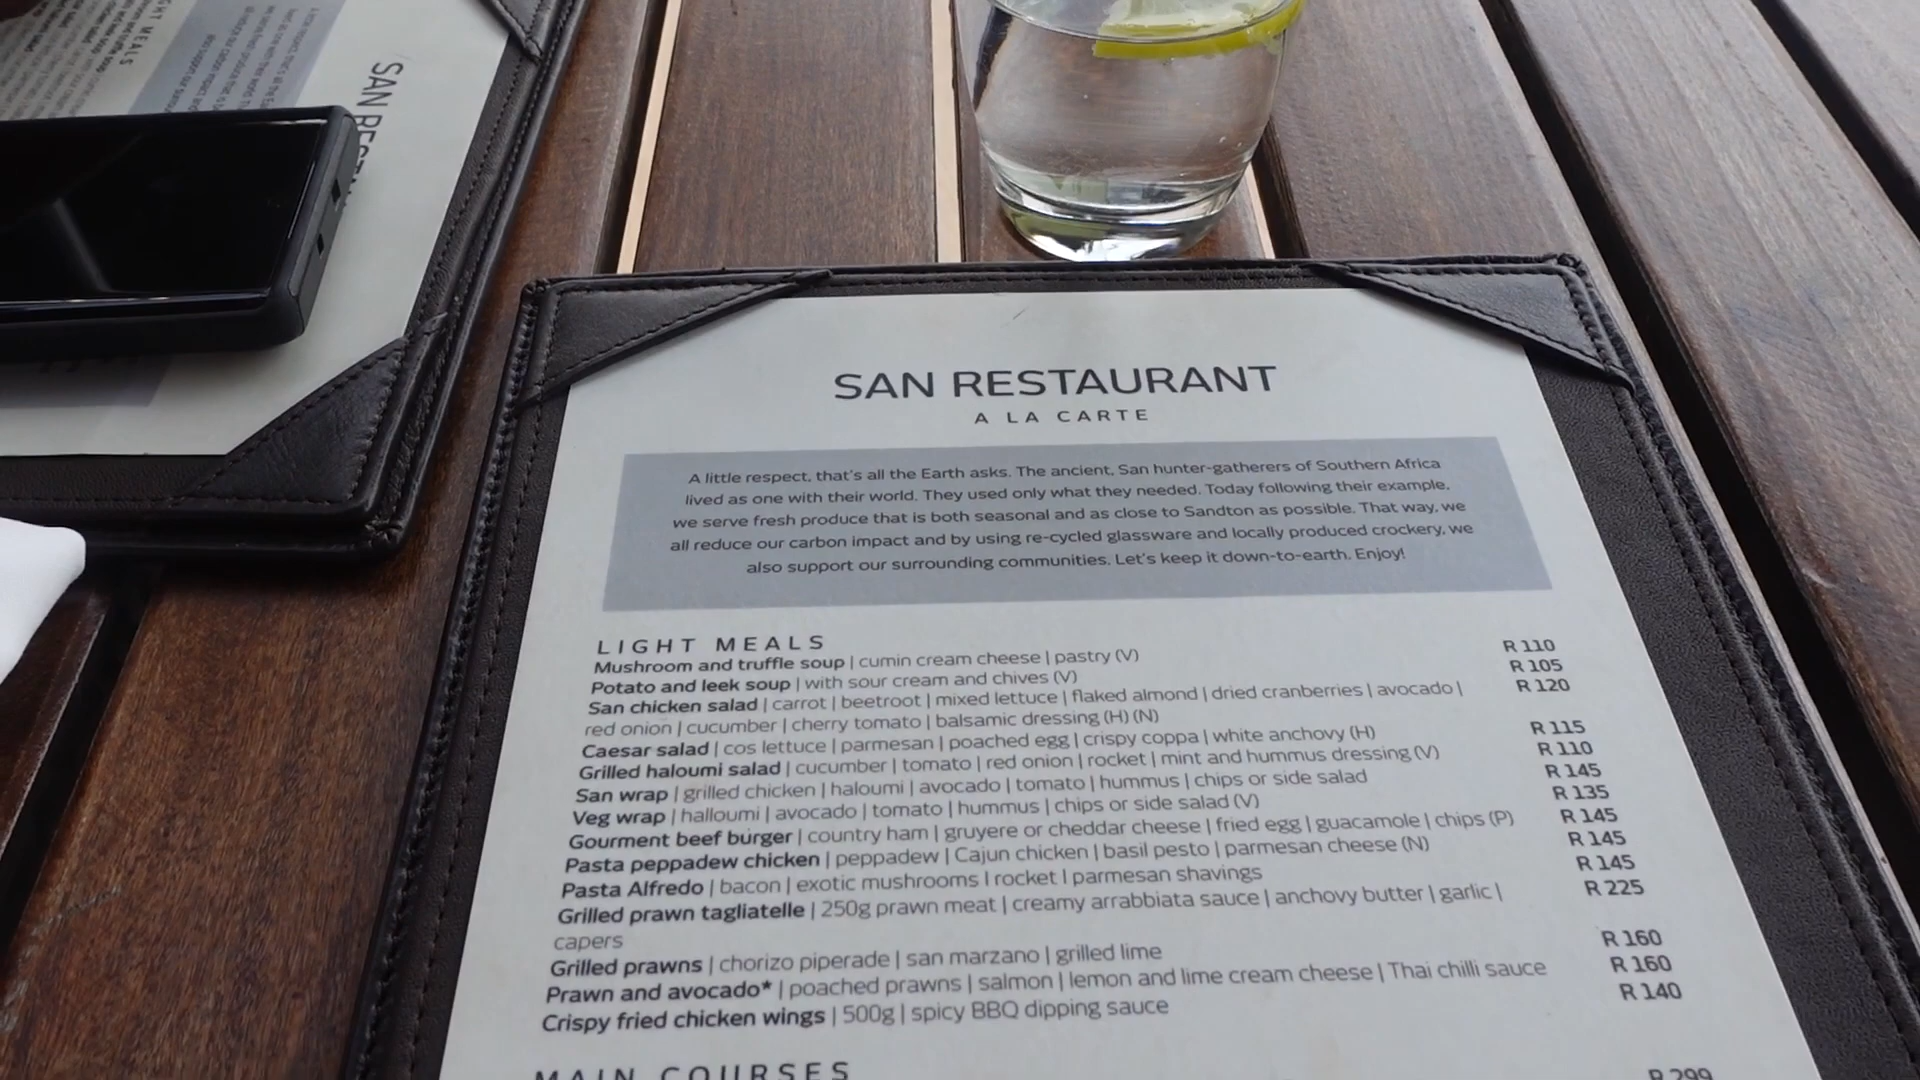 SAN RESTAURANT
A LA CARTE
A little respect, that's all the Earth asks. The ancient, San hunter-gatherers of Southern Africa
lived as one with their world. They used only what they needed. Today following their example,
we serve fresh produce that is both seasonal and as close to Sandton as possible. That way, we
all reduce our carbon impact and by using re-cycled glassware and locally produced crockery, we
also support our surrounding communities. Let's keep it down-to-earth. Enjoy!
LIGHT MEALS
Mushroom and truffle soup | cumin cream cheese | pastry (V) R 110
Potato and leek soup | with sour cream and chives (V) R 105
San chicken salad | carrot | beetroot | mixed lettuce | flaked almond | dried cranberries | avocado | R 120
red onion | cucumber | cherry tomato | balsamic dressing (H) (N)
Caesar salad | cos lettuce | parmesan | poached egg | crispy coppa | white anchovy (H) R 115
Grilled haloumi salad | cucumber | tomato | red onion | rocket | mint and hummus dressing (V) R 110
San wrap | grilled chicken | haloumi | avocado | tomato | hummus | chips or side salad R 145
Veg wrap | halloumi | avocado | tomato | hummus | chips or side salad (V) R 135
Gourment beef burger | country ham | gruyere or cheddar cheese | fried egg | guacamole | chips (P) R 145
Pasta peppadew chicken | peppadew | Cajun chicken | basil pesto | parmesan cheese (N) R 145
Pasta Alfredo | bacon | exotic mushrooms | rocket | parmesan shavings R 145
Grilled prawn tagliatelle | 250g prawn meat | creamy arrabbiata sauce | anchovy butter | garlic | R 225
capers
Grilled prawns | chorizo piperade | san marzano | grilled lime R 160
Prawn and avocado* | poached prawns | salmon | lemon and lime cream cheese | Thai chilli sauce R 160
Crispy fried chicken wings | 500g | spicy BBQ dipping sauce R 140
MAIN COURSES
R 299
SAN
MEALS